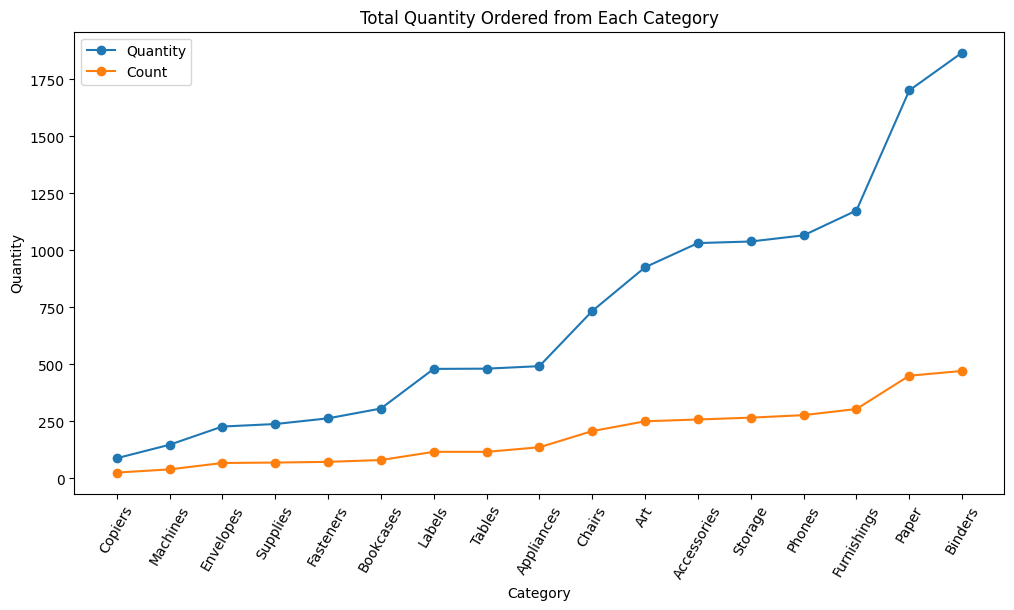 Total Quantity Ordered from Each Category
Quantity
Count
1750
1500
1250
1000
750
500
250
0
Quantity
Copiers
Machines
Envelopes
Supplies
Fasteners
Bookcases
Labels
Tables
Appliances
Chairs
Art
Accessories
Storage
Phones
Furnishings
Paper
Binders
Category